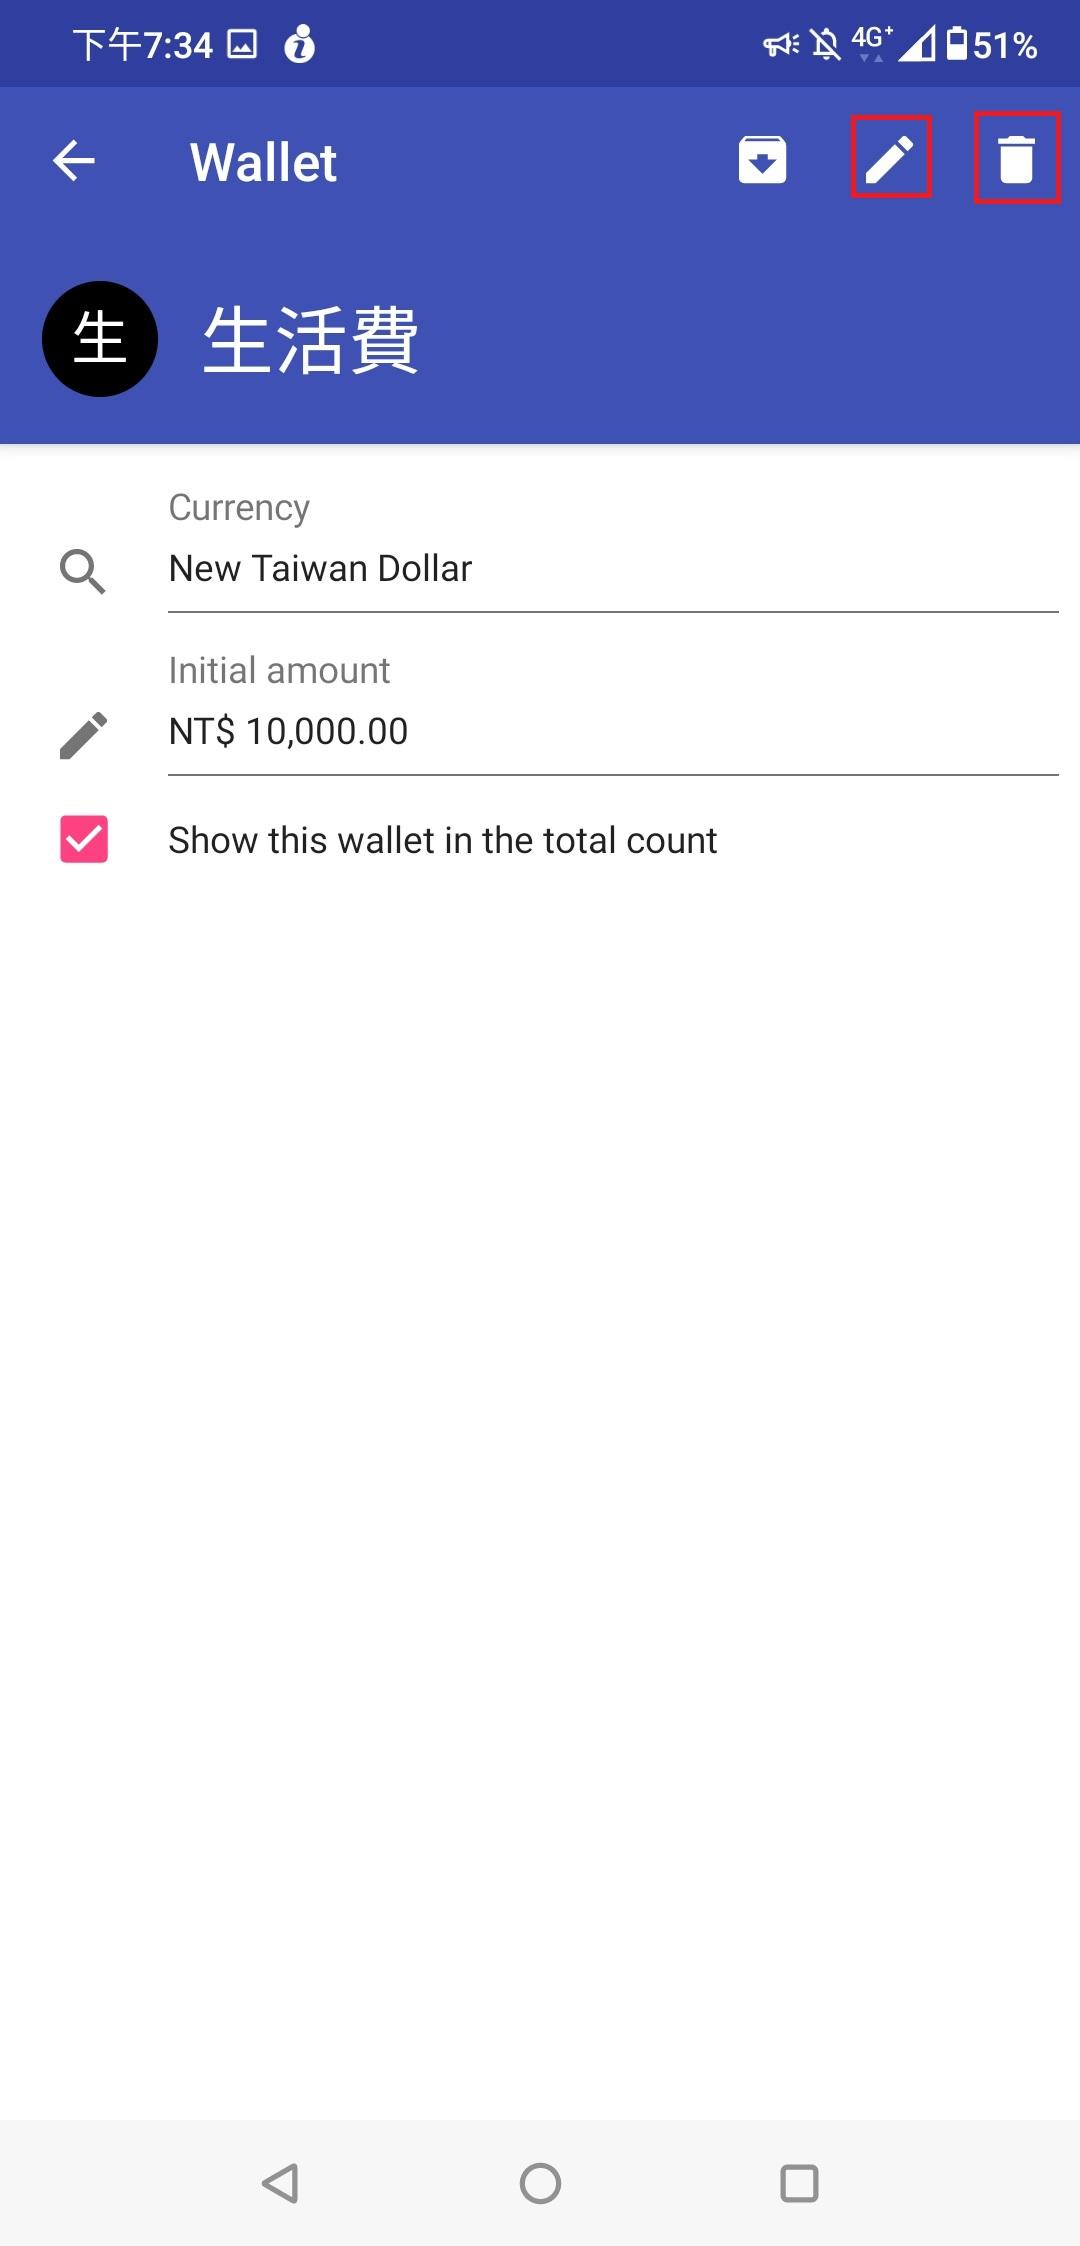 下午7:34 4G+ 51%
Wallet
生 生活費
Currency
New Taiwan Dollar
Initial amount
NT$ 10,000.00
Show this wallet in the total count